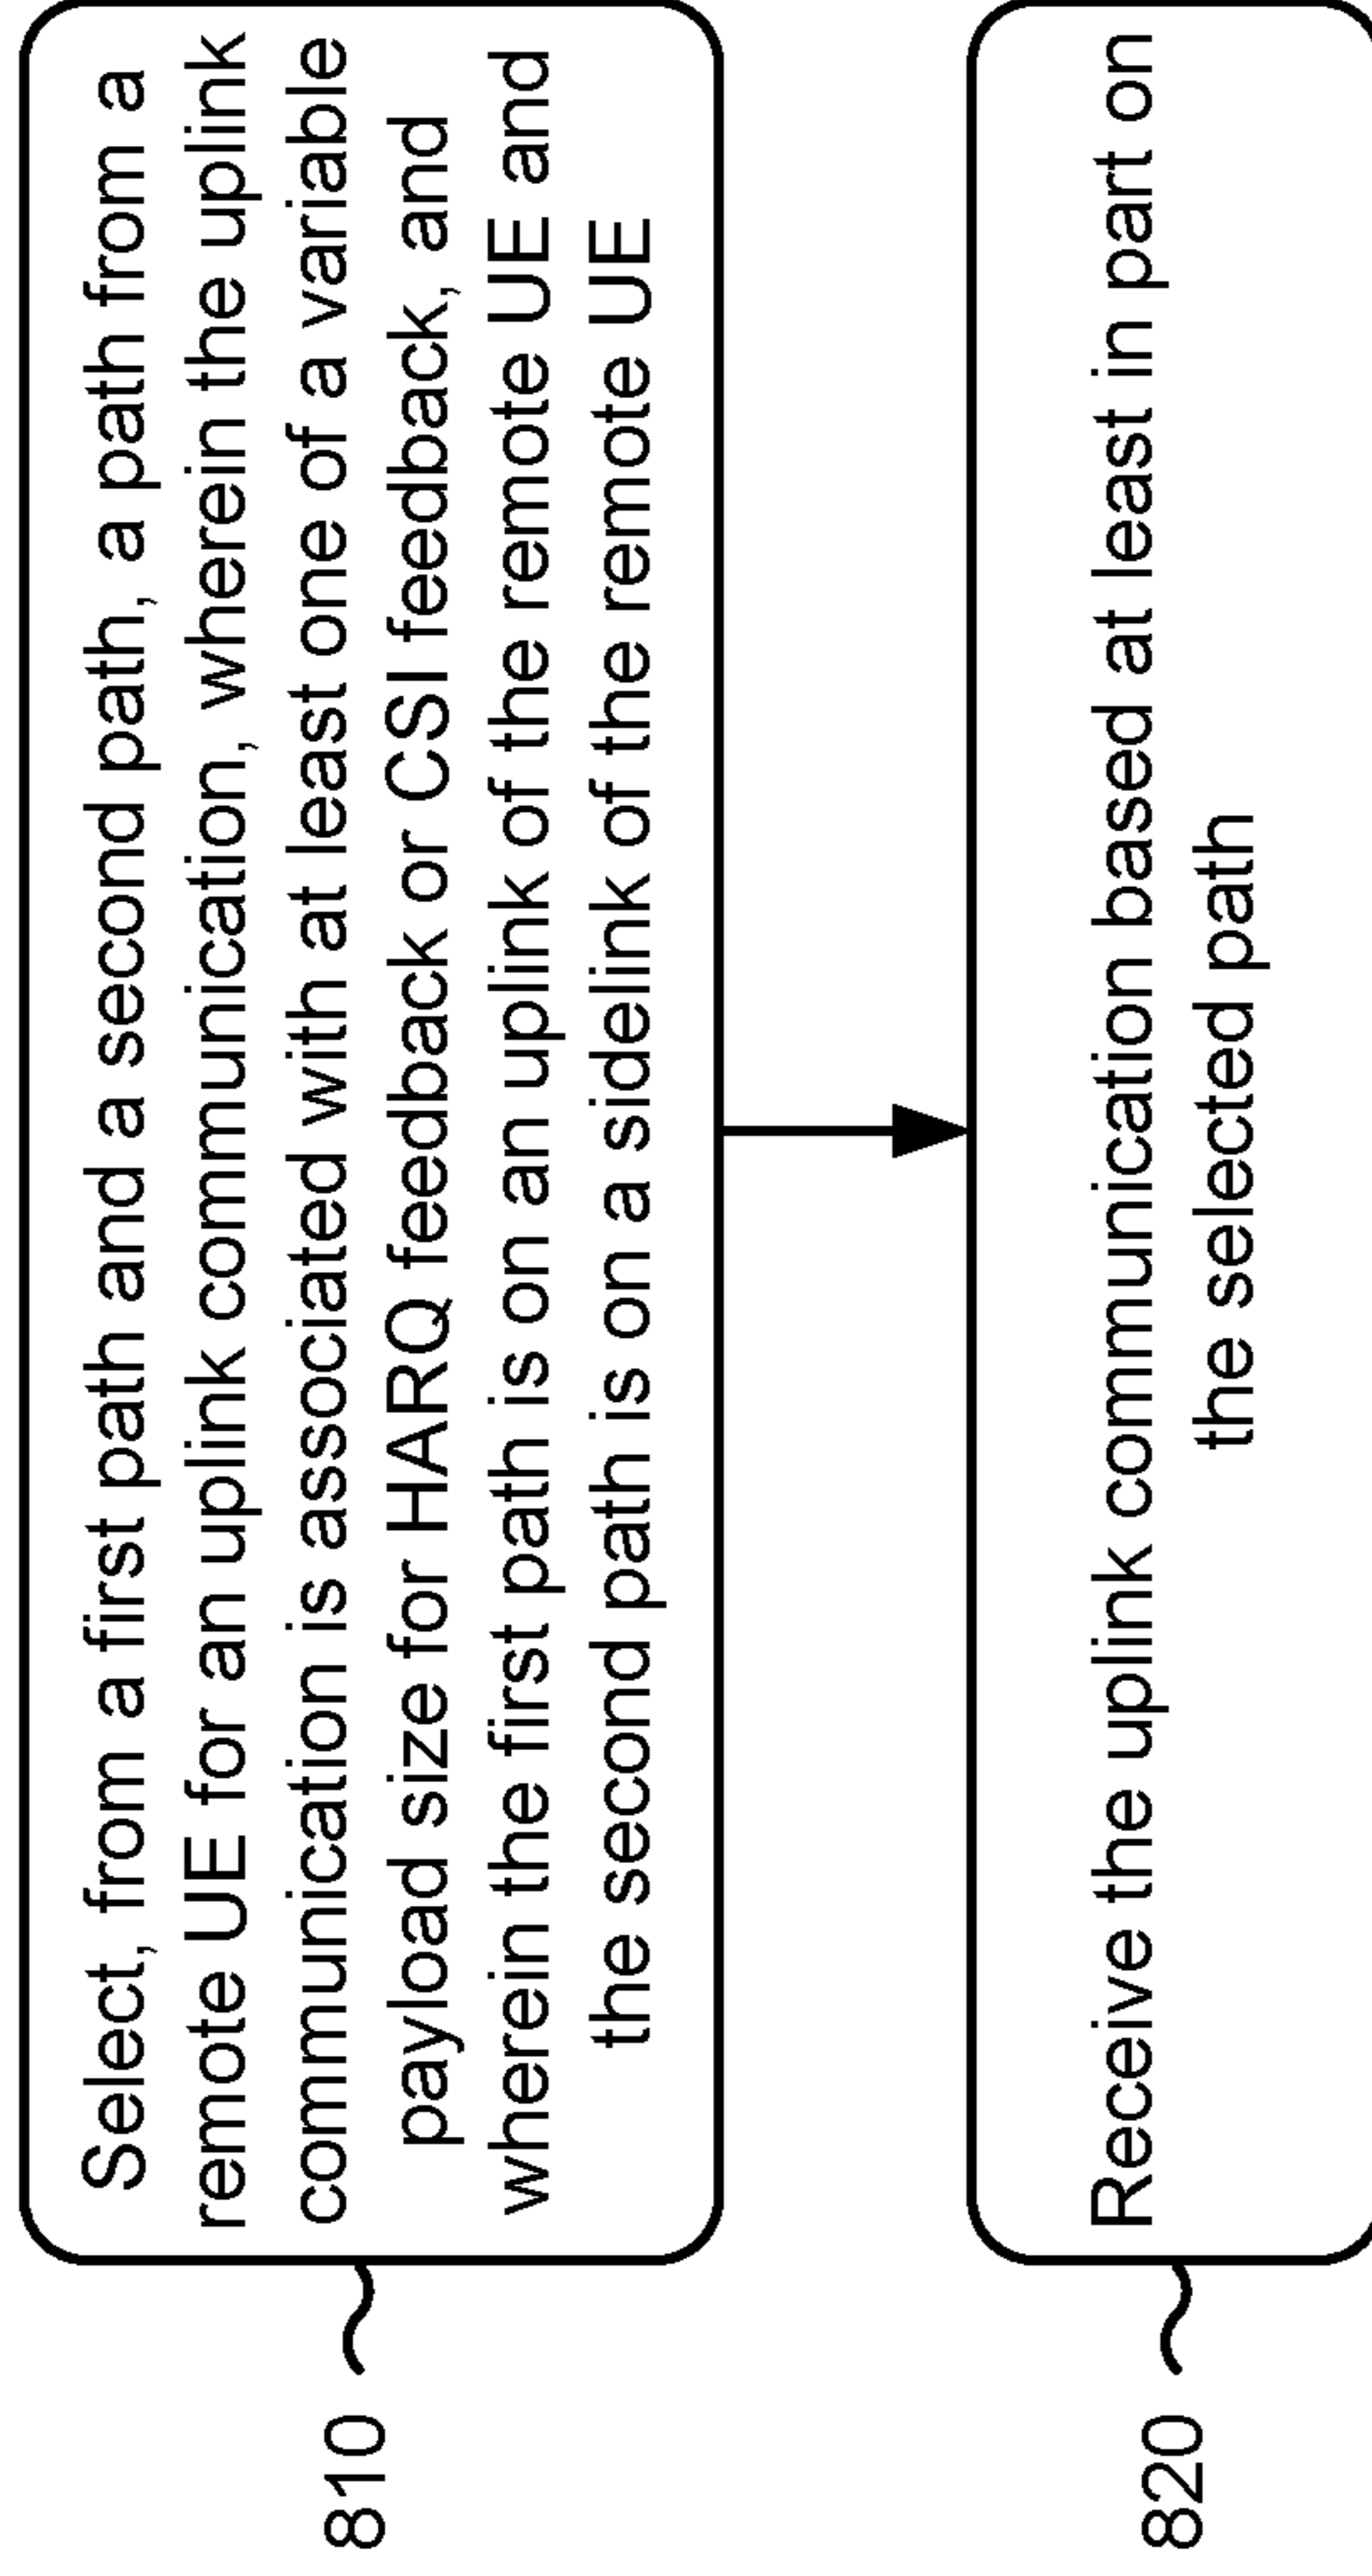 810
Select, from a first path and a second path, a path from a
remote UE for an uplink communication, wherein the uplink
communication is associated with at least one of a variable
payload size for HARQ feedback or CSI feedback, and
wherein the first path is on an uplink of the remote UE and
the second path is on a sidelink of the remote UE
820
Receive the uplink communication based at least in part on
the selected path